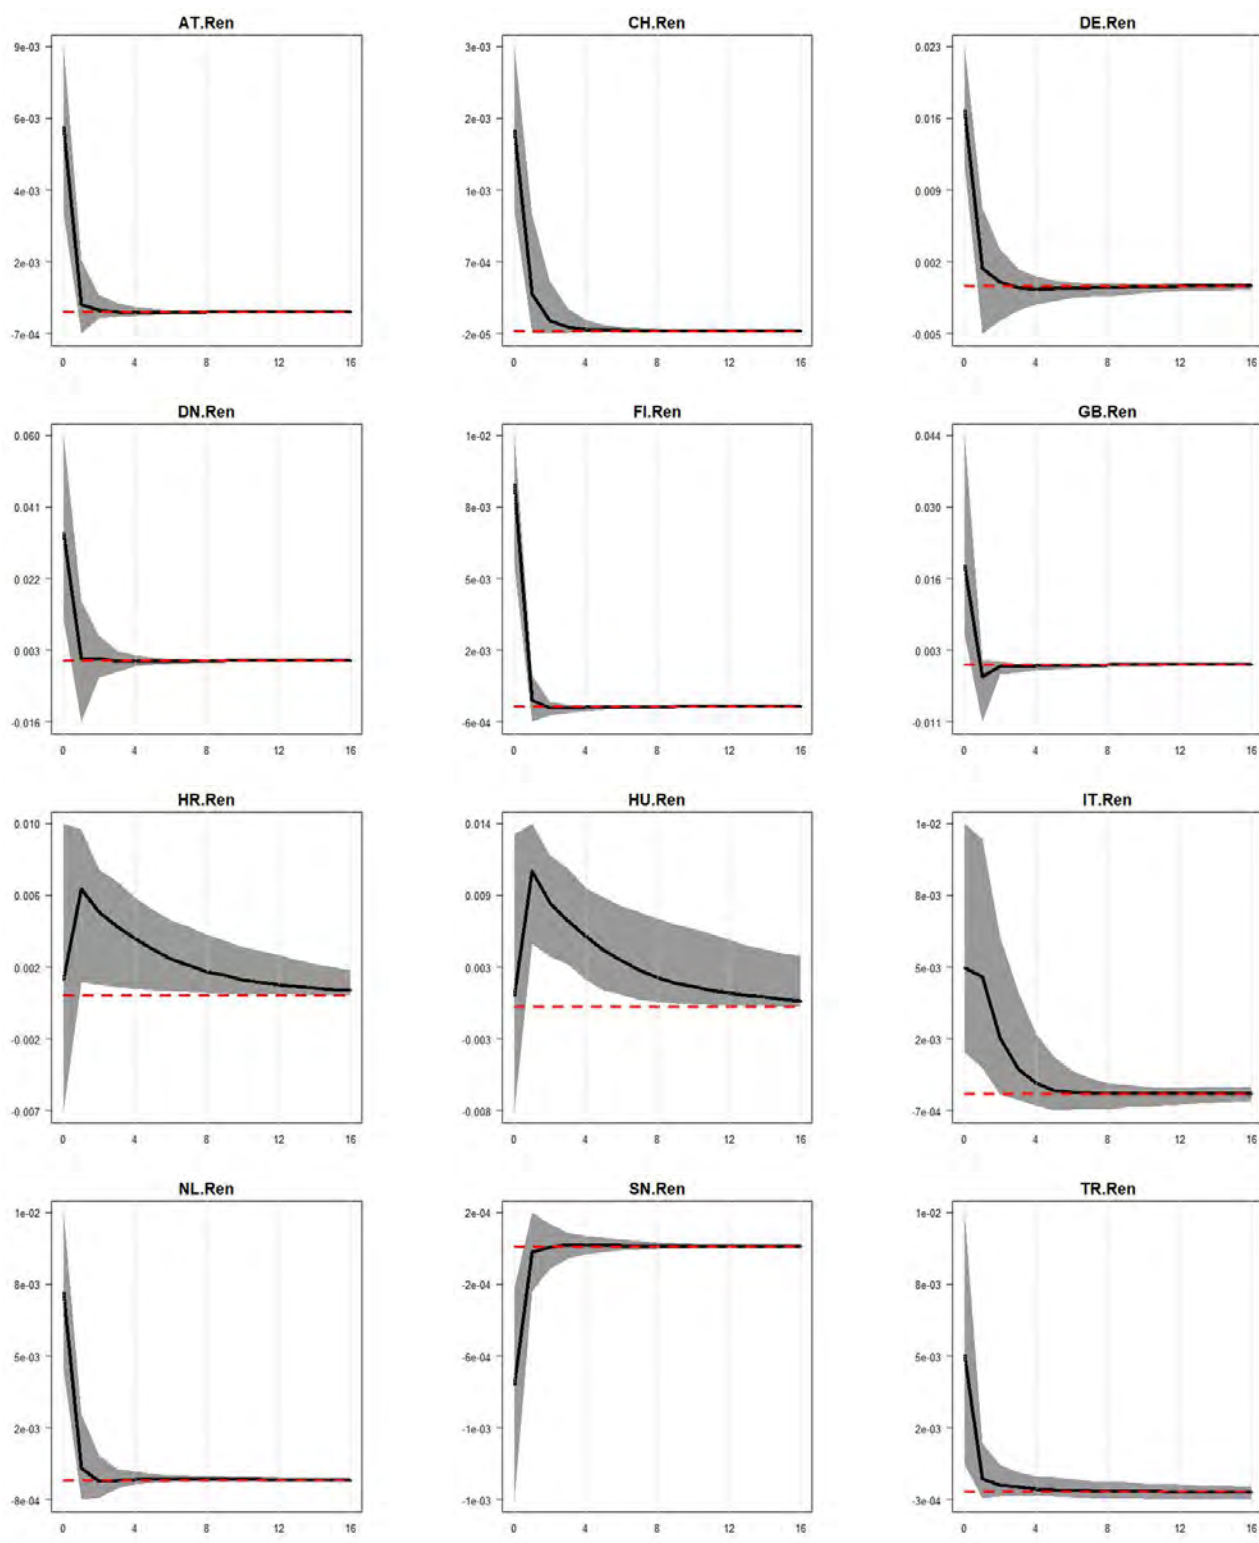 AT.Ren CH.Ren DE.Ren
9e-03 3e-03 0.023
6e-03 2e-03 0.016
4e-03 1e-03 0.009
2e-03 7e-04 0.002
-7e-04 -2e-05 -0.005
0 4 8 12 16 0 4 8 12 16 0 4 8 12 16
DN.Ren FI.Ren GB.Ren
0.060 1e-02 0.044
0.041 8e-03 0.030
0.022 5e-03 0.016
0.003 2e-03 0.003
-0.016 -6e-04 -0.011
0 4 8 12 16 0 4 8 12 16 0 4 8 12 16
HR.Ren HU.Ren IT.Ren
0.010 0.014 1e-02
0.006 0.009 8e-03
0.002 0.003 5e-03
-0.002 -0.003 2e-03
-0.007 -0.008 -7e-04
0 4 8 12 16 0 4 8 12 16 0 4 8 12 16
NL.Ren SN.Ren TR.Ren
1e-02 2e-04 1e-02
8e-03 -2e-04 8e-03
5e-03 -6e-04 5e-03
2e-03 -1e-03 2e-03
-8e-04 -1e-03 -3e-04
0 4 8 12 16 0 4 8 12 16 0 4 8 12 16